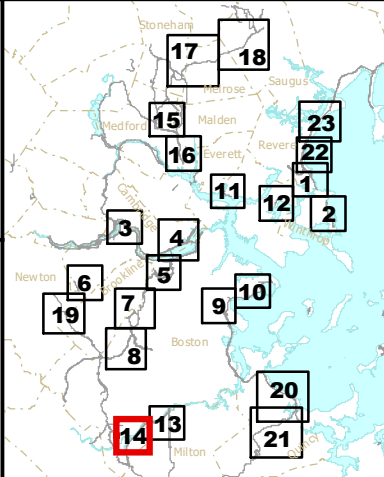 Stoneham
17
18
Melrose
Saugus
15
Medford
Malden
23
16
Everett
Revere
22
1
11
12
2
Winthrop
Cambridge
3
4
Brookline
5
Newton
6
10
7
9
19
Boston
8
20
13
14
21
Milton
Quincy